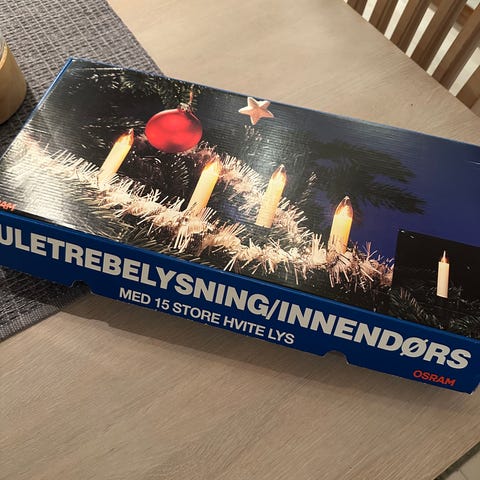 ULETREBELYSNING/INNENDØRS
MED 15 STORE HVITE LYS
OSRAM